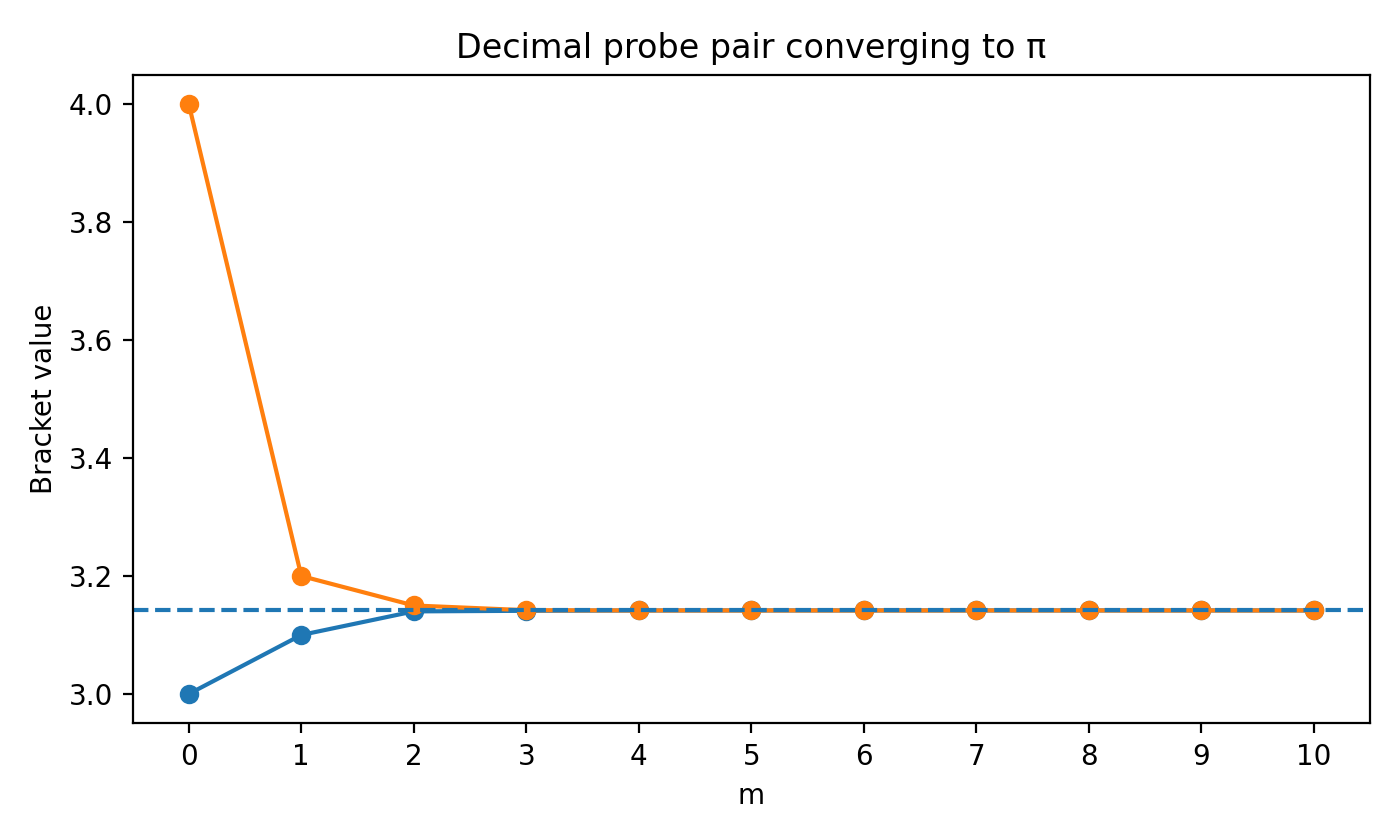 Decimal probe pair converging to π
Bracket value
4.0
3.8
3.6
3.4
3.2
3.0
0 1 2 3 4 5 6 7 8 9 10
m